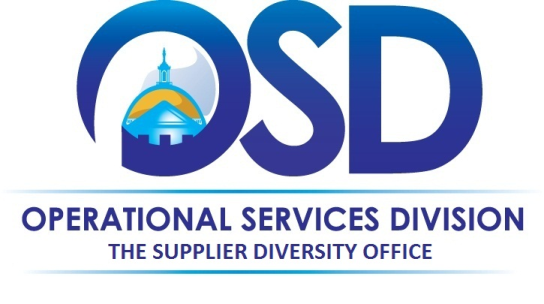 OSD
OPERATIONAL SERVICES DIVISION
THE SUPPLIER DIVERSITY OFFICE